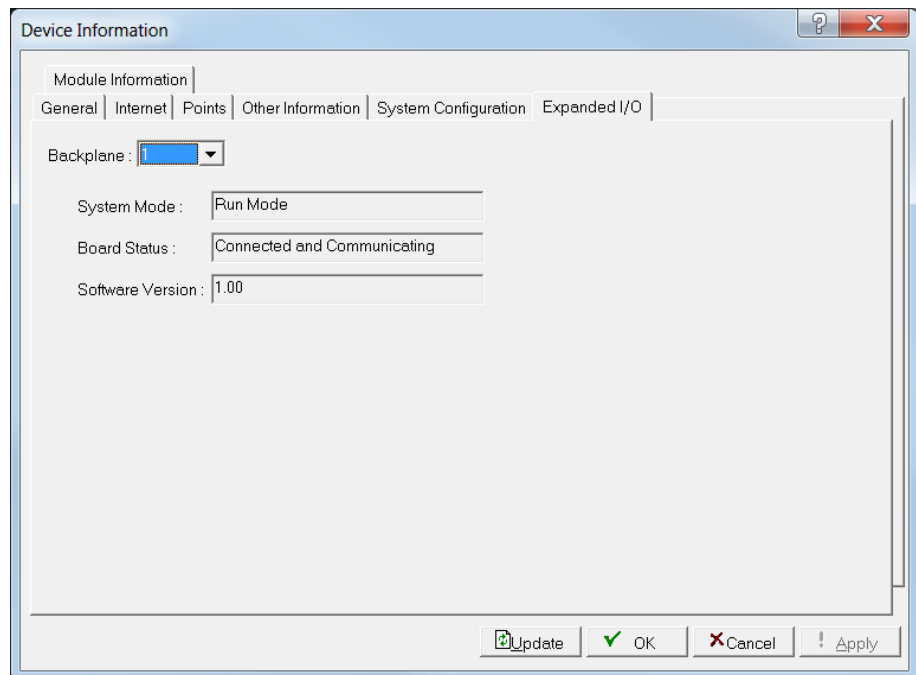 Device Information
Module Information
General Internet Points Other Information System Configuration Expanded I/O
Backplane : 1
System Mode : Run Mode
Board Status : Connected and Communicating
Software Version : 1.00
Update OK Cancel ! Apply